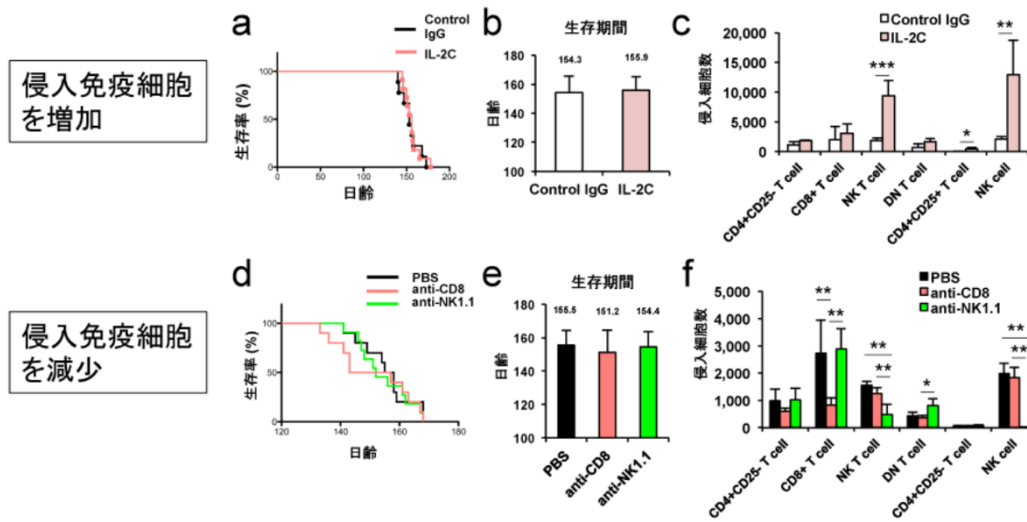 侵入免疫細胞
を増加
a
Control
IgG
IL-2C
生存率 (%)
100
50
0
0
50
100
150
200
日齢
b
生存期間
日齢
180
160
140
120
100
154.3
155.9
Control IgG
IL-2C
c
Control IgG
IL-2C
侵入細胞数
20,000
15,000
10,000
5,000
0
***
*
**
CD4+CD25- T cell
CD8+ T cell
NK T cell
DN T cell
CD4+CD25+ T cell
NK cell
侵入免疫細胞
を減少
d
PBS
anti-CD8
anti-NK1.1
生存率 (%)
100
50
0
120
140
160
180
日齢
e
生存期間
日齢
180
160
140
120
100
155.5
151.2
154.4
PBS
anti-CD8
anti-NK1.1
f
PBS
anti-CD8
anti-NK1.1
侵入細胞数
5,000
4,000
3,000
2,000
1,000
0
**
**
**
**
*
**
**
CD4+CD25- T cell
CD8+ T cell
NK T cell
DN T cell
CD4+CD25- T cell
NK cell